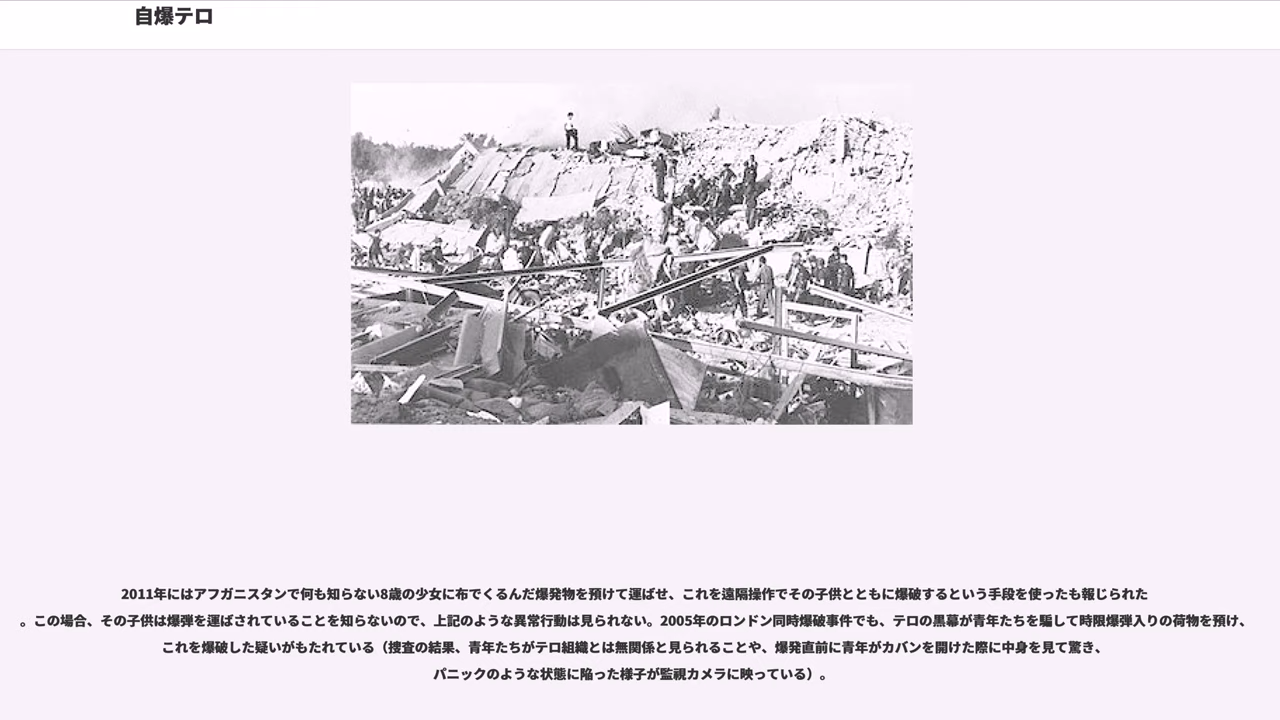 自爆テロ
2011年にはアフガニスタンで何も知らない8歳の少女に布でくるんだ爆発物を預けて運ばせ、これを遠隔操作でその子供とともに爆破するという手段を使ったも報じられた
。この場合、その子供は爆弾を運ばされていることを知らないので、上記のような異常行動は見られない。2005年のロンドン同時爆破事件でも、テロの黒幕が青年たちを騙して時限爆弾入りの荷物を預け、
これを爆破した疑いがもたれている（捜査の結果、青年たちがテロ組織とは無関係と見られることや、爆発直前に青年がカバンを開けた際に中身を見て驚き、
パニックのような状態に陥った様子が監視カメラに映っている）。